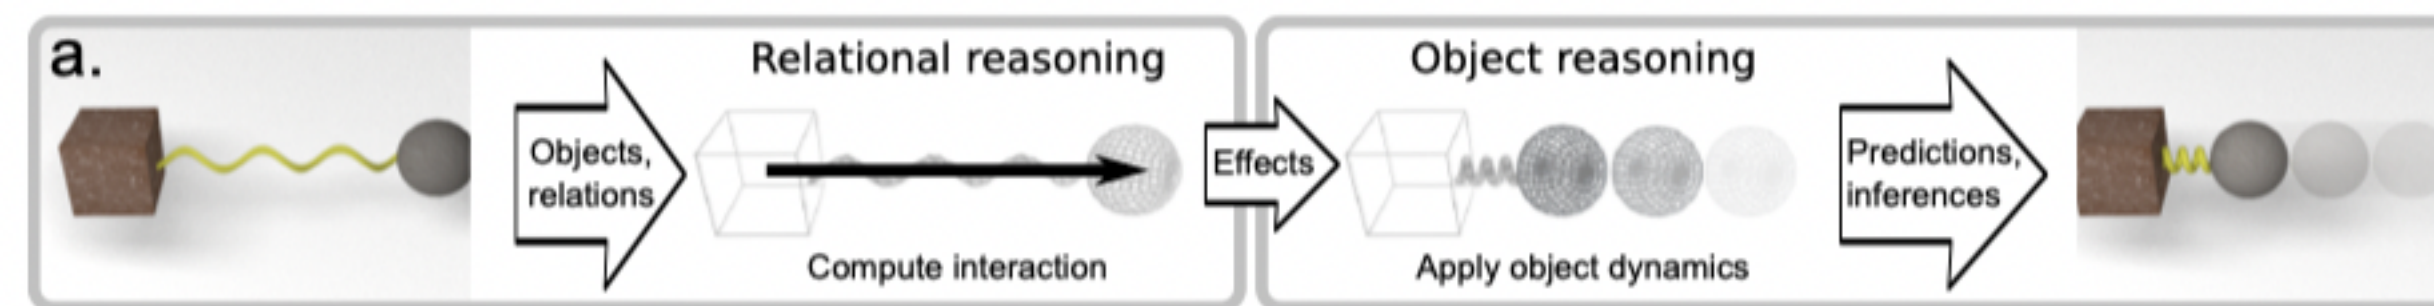 a.
Relational reasoning
Object reasoning
Objects,
relations
Effects
Predictions,
inferences
Compute interaction
Apply object dynamics